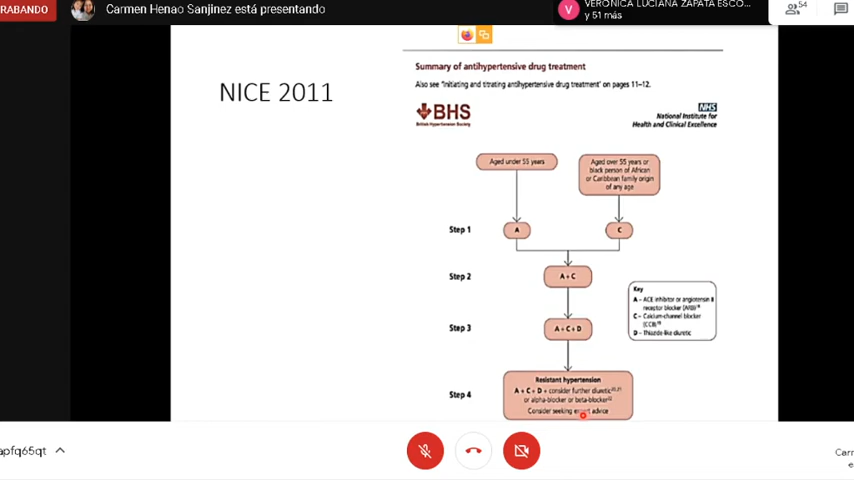 RABANDO
Carmen Henao Sanjinez está presentando
V
VERÓNICA LUCIANA ZAPATA ESCO...
y 51 más
54
NICE 2011
Summary of antihypertensive drug treatment
Also see 'Initiating and titrating antihypertensive drug treatment' on pages 11–12.
BHS
British Hypertension Society
NHS
National Institute for
Health and Clinical Excellence
Aged under 55 years
Aged over 55 years or
black person of African
or Caribbean family origin
of any age
Step 1
A
C
Step 2
A + C
Key
A – ACE inhibitor or angiotensin II
receptor blocker (ARB)
C – Calcium-channel blocker
(CCB)
D – Thiazide-like diuretic
Step 3
A + C + D
Step 4
Resistant hypertension
A + C + D + consider further diuretic
or alpha-blocker or beta-blocker
Consider seeking expert advice
apfq65qt
Carr
e